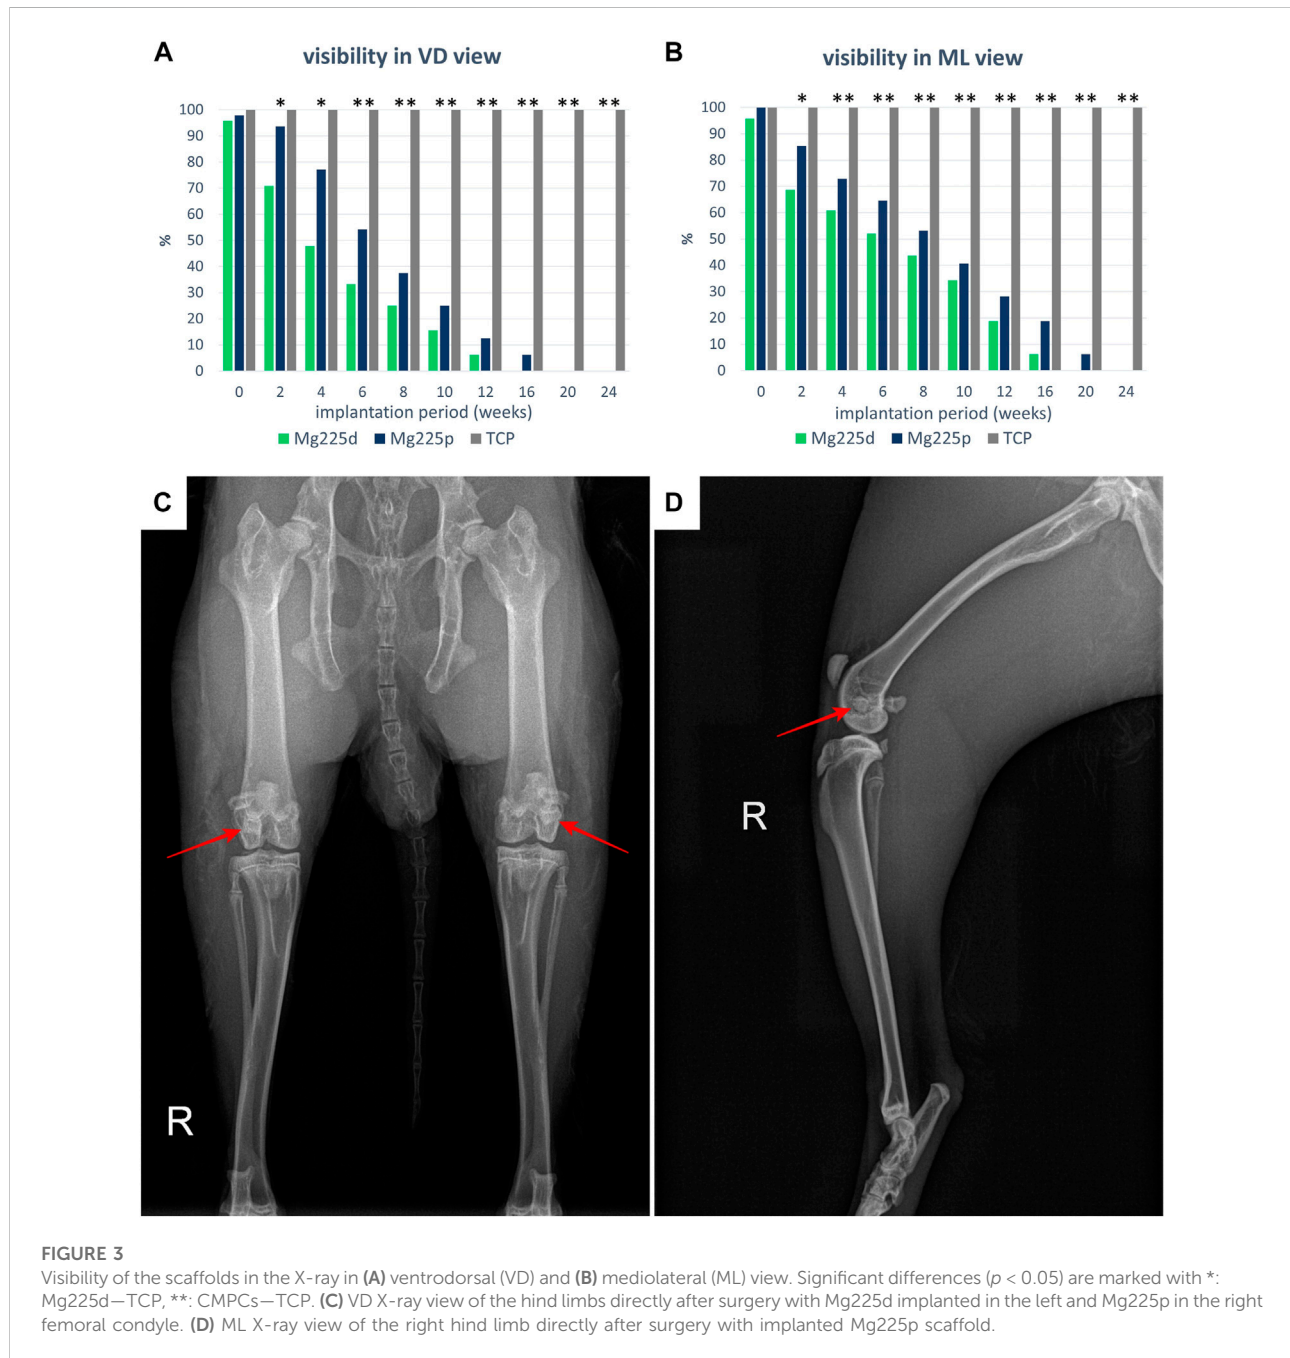 A
visibility in VD view
* * ** ** ** ** ** ** **
100
90
80
70
60
50
40
30
20
10
0
%
0 2 4 6 8 10 12 16 20 24
implantation period (weeks)
Mg225d Mg225p TCP
B
visibility in ML view
* ** ** ** ** ** ** ** **
100
90
80
70
60
50
40
30
20
10
0
%
0 2 4 6 8 10 12 16 20 24
implantation period (weeks)
Mg225d Mg225p TCP
C
R
D
R
FIGURE 3
Visibility of the scaffolds in the X-ray in (A) ventrodorsal (VD) and (B) mediolateral (ML) view. Significant differences (p < 0.05) are marked with *:
Mg225d—TCP, **: CMPCs—TCP. (C) VD X-ray view of the hind limbs directly after surgery with Mg225d implanted in the left and Mg225p in the right
femoral condyle. (D) ML X-ray view of the right hind limb directly after surgery with implanted Mg225p scaffold.